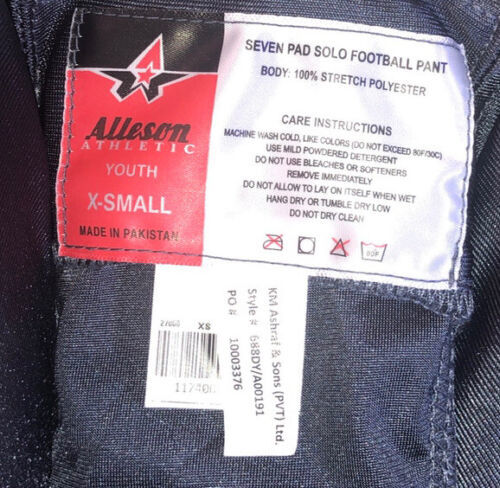 Alleson
ATHLETIC
YOUTH
X-SMALL
MADE IN PAKISTAN
SEVEN PAD SOLO FOOTBALL PANT
BODY: 100% STRETCH POLYESTER
CARE INSTRUCTIONS
MACHINE WASH COLD, LIKE COLORS (DO NOT EXCEED 80F/30C)
USE MILD POWDERED DETERGENT
DO NOT USE BLEACHES OR SOFTENERS
REMOVE IMMEDIATELY
DO NOT ALLOW TO LAY ON ITSELF WHEN WET
HANG DRY OR TUMBLE DRY LOW
DO NOT DRY CLEAN
80F
XS
KM Ashraf & Sons (PVT) Ltd.
Style # 688DY/A00191
PO # 10003376